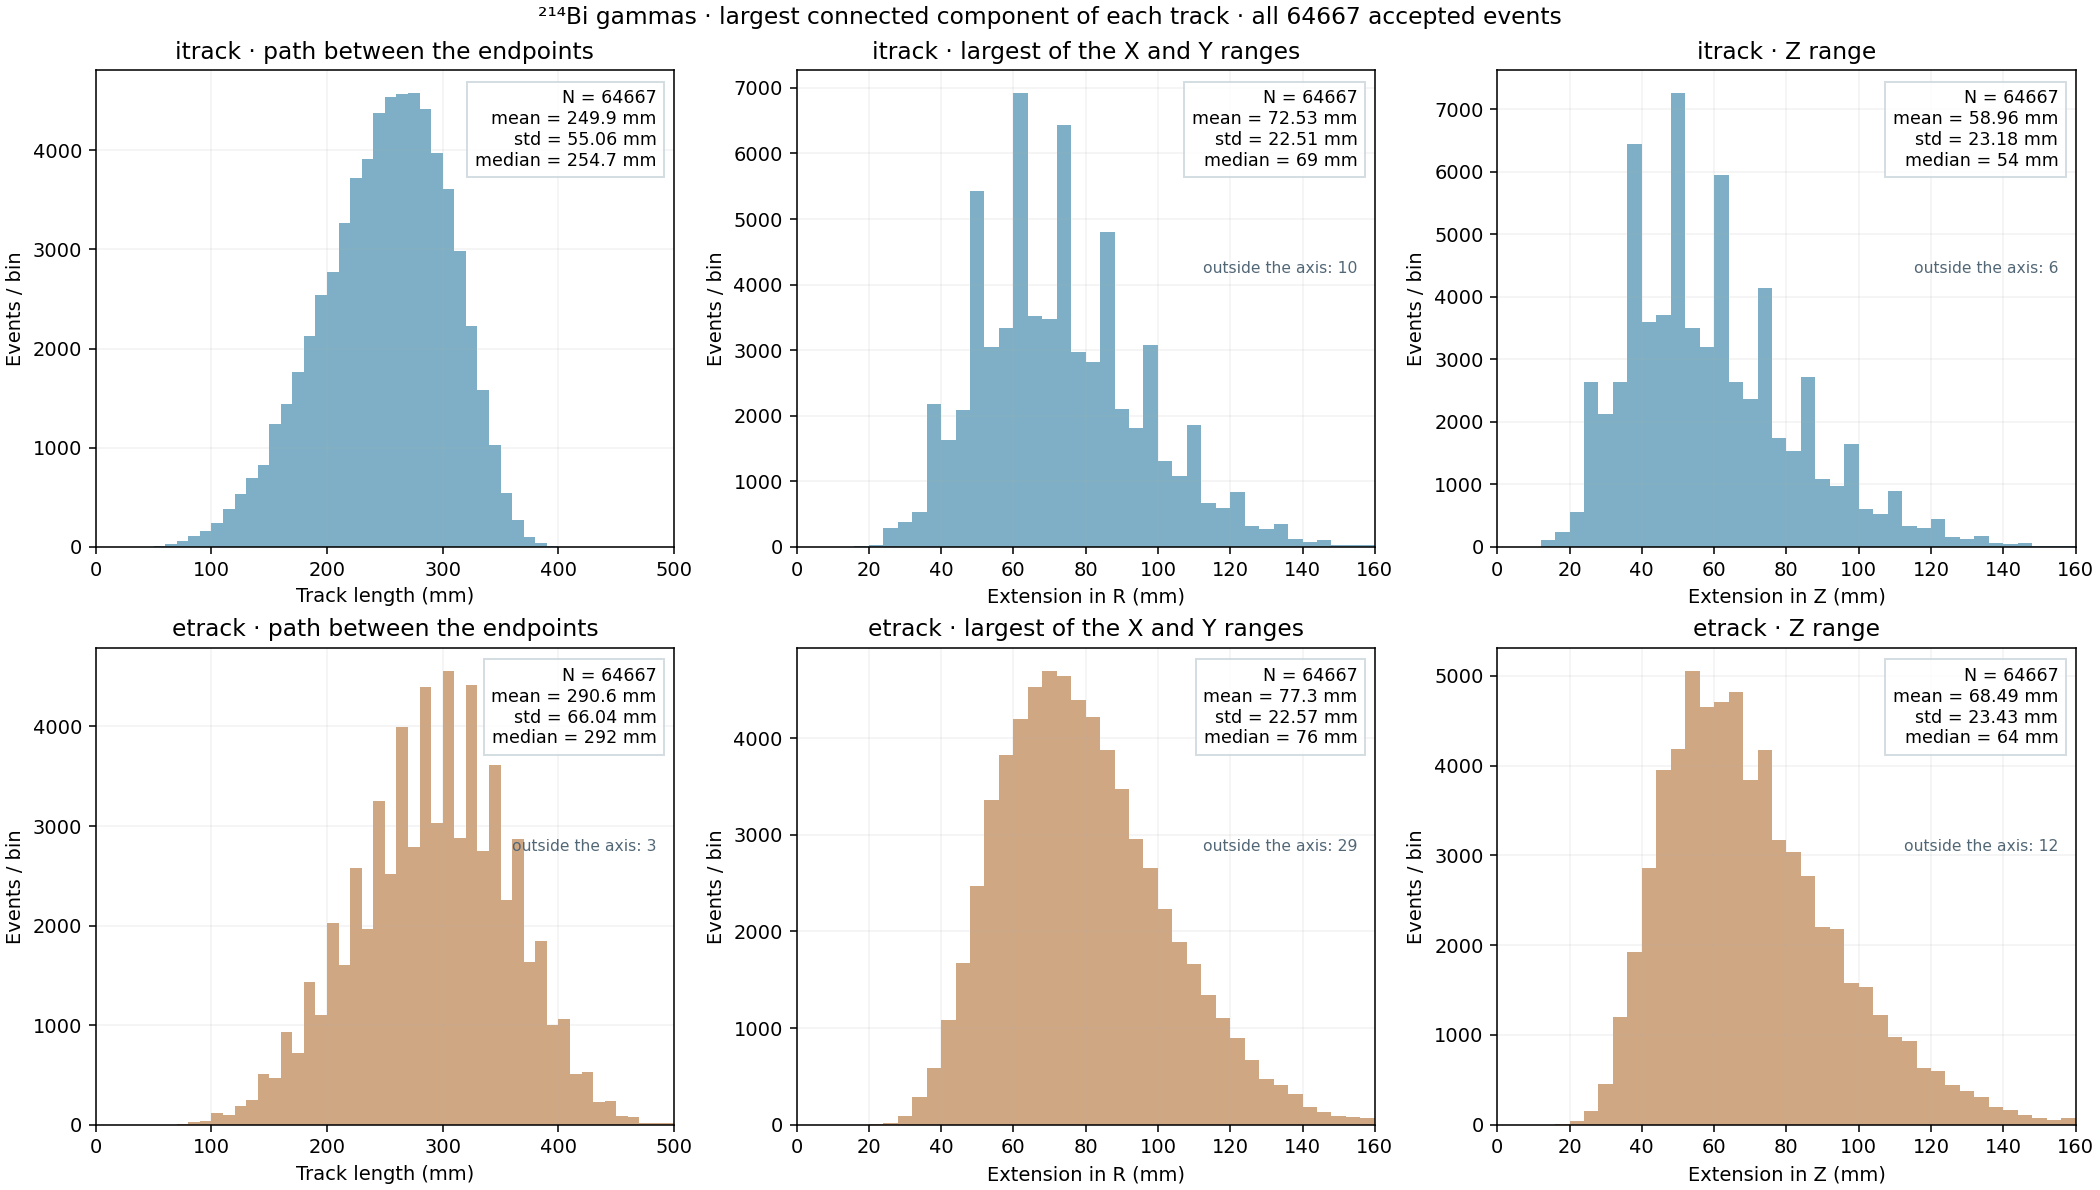 ²¹⁴Bi gammas · largest connected component of each track · all 64667 accepted events
itrack · path between the endpoints
N = 64667
mean = 249.9 mm
std = 55.06 mm
median = 254.7 mm
Events / bin
4000
3000
2000
1000
0
0 100 200 300 400 500
Track length (mm)
itrack · largest of the X and Y ranges
N = 64667
mean = 72.53 mm
std = 22.51 mm
median = 69 mm
outside the axis: 10
Events / bin
7000
6000
5000
4000
3000
2000
1000
0
0 20 40 60 80 100 120 140 160
Extension in R (mm)
itrack · Z range
N = 64667
mean = 58.96 mm
std = 23.18 mm
median = 54 mm
outside the axis: 6
Events / bin
7000
6000
5000
4000
3000
2000
1000
0
0 20 40 60 80 100 120 140 160
Extension in Z (mm)
etrack · path between the endpoints
N = 64667
mean = 290.6 mm
std = 66.04 mm
median = 292 mm
outside the axis: 3
Events / bin
4000
3000
2000
1000
0
0 100 200 300 400 500
Track length (mm)
etrack · largest of the X and Y ranges
N = 64667
mean = 77.3 mm
std = 22.57 mm
median = 76 mm
outside the axis: 29
Events / bin
4000
3000
2000
1000
0
0 20 40 60 80 100 120 140 160
Extension in R (mm)
etrack · Z range
N = 64667
mean = 68.49 mm
std = 23.43 mm
median = 64 mm
outside the axis: 12
Events / bin
5000
4000
3000
2000
1000
0
0 20 40 60 80 100 120 140 160
Extension in Z (mm)